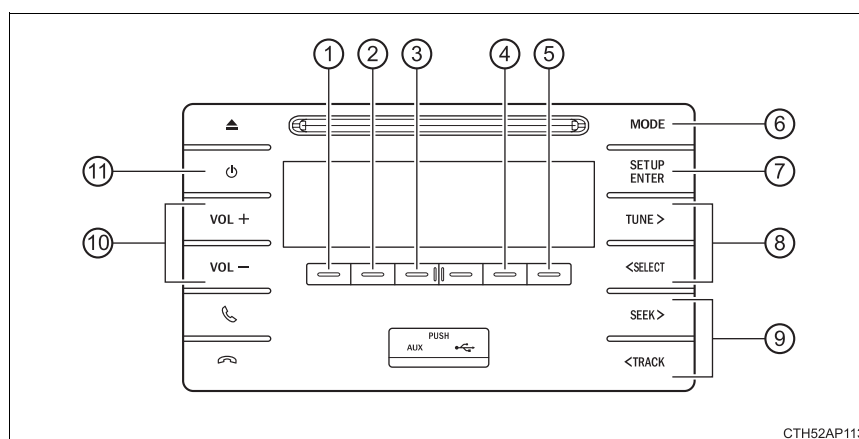 1 2 3 4 5
MODE 6
11 SETUP 7
ENTER
VOL + TUNE >
10 8
VOL − <SELECT
SEEK >
PUSH 9
AUX
<TRACK
CTH52AP113